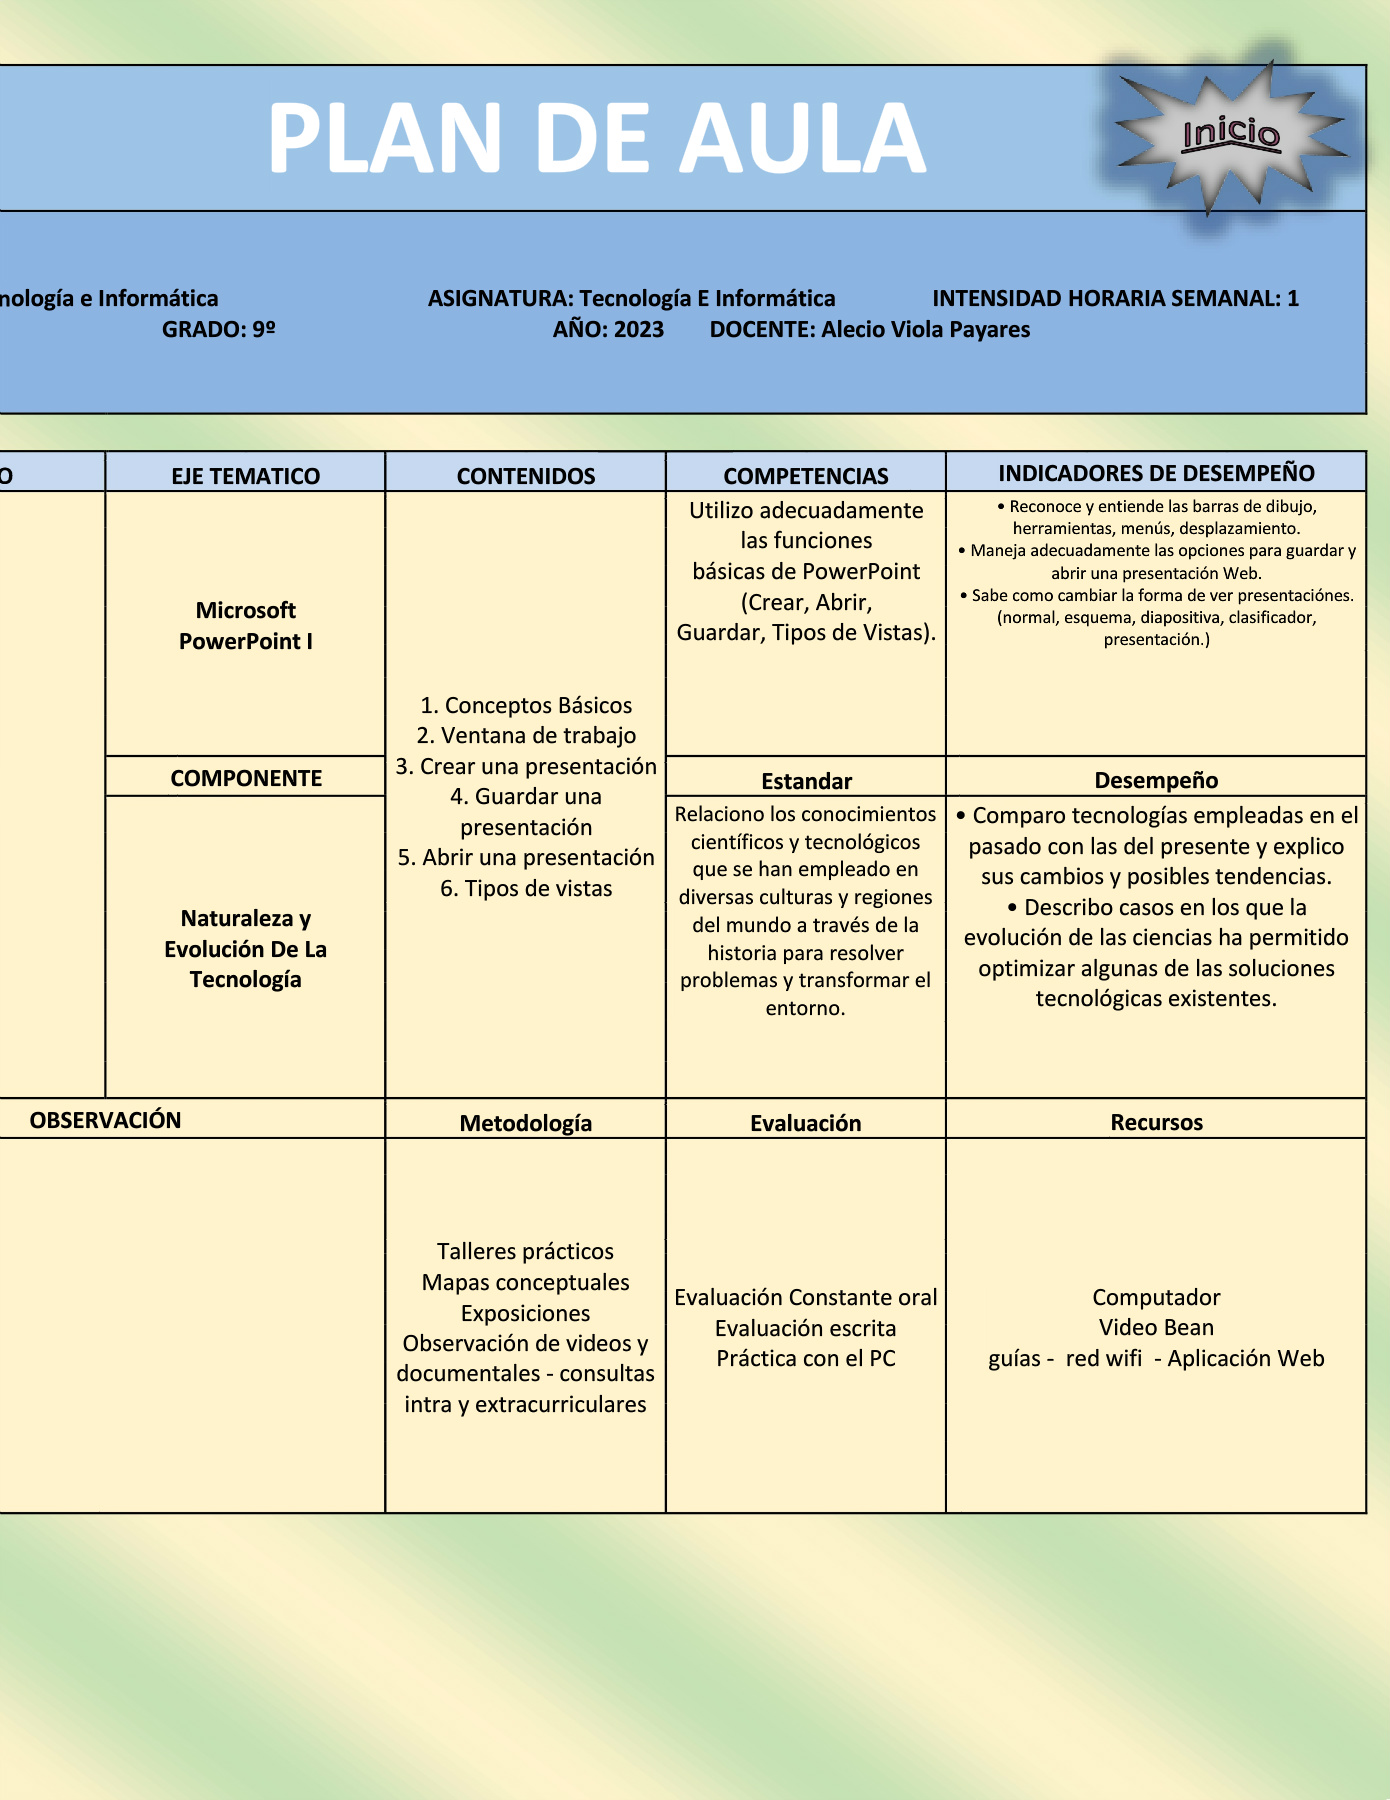 PLAN DE AULA
Inicio
nología e Informática ASIGNATURA: Tecnología E Informática INTENSIDAD HORARIA SEMANAL: 1
GRADO: 9º AÑO: 2023 DOCENTE: Alecio Viola Payares
O EJE TEMATICO CONTENIDOS COMPETENCIAS INDICADORES DE DESEMPEÑO
Microsoft
PowerPoint I
1. Conceptos Básicos
2. Ventana de trabajo
3. Crear una presentación
4. Guardar una
presentación
5. Abrir una presentación
6. Tipos de vistas
Utilizo adecuadamente
las funciones
básicas de PowerPoint
(Crear, Abrir,
Guardar, Tipos de Vistas).
• Reconoce y entiende las barras de dibujo,
herramientas, menús, desplazamiento.
• Maneja adecuadamente las opciones para guardar y
abrir una presentación Web.
• Sabe como cambiar la forma de ver presentaciónes.
(normal, esquema, diapositiva, clasificador,
presentación.)
COMPONENTE Estandar Desempeño
Naturaleza y
Evolución De La
Tecnología
Relaciono los conocimientos
científicos y tecnológicos
que se han empleado en
diversas culturas y regiones
del mundo a través de la
historia para resolver
problemas y transformar el
entorno.
• Comparo tecnologías empleadas en el
pasado con las del presente y explico
sus cambios y posibles tendencias.
• Describo casos en los que la
evolución de las ciencias ha permitido
optimizar algunas de las soluciones
tecnológicas existentes.
OBSERVACIÓN Metodología Evaluación Recursos
Talleres prácticos
Mapas conceptuales
Exposiciones
Observación de videos y
documentales - consultas
intra y extracurriculares
Evaluación Constante oral
Evaluación escrita
Práctica con el PC
Computador
Video Bean
guías -  red wifi  - Aplicación Web